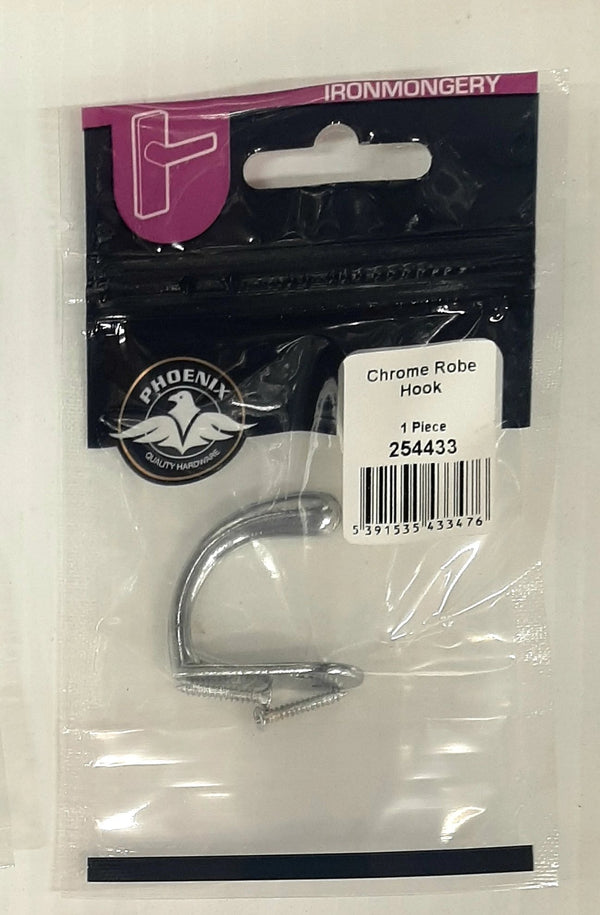 IRONMONGERY
PHOENIX
QUALITY HARDWARE
Chrome Robe
Hook
1 Piece
254433
5 391535 433476